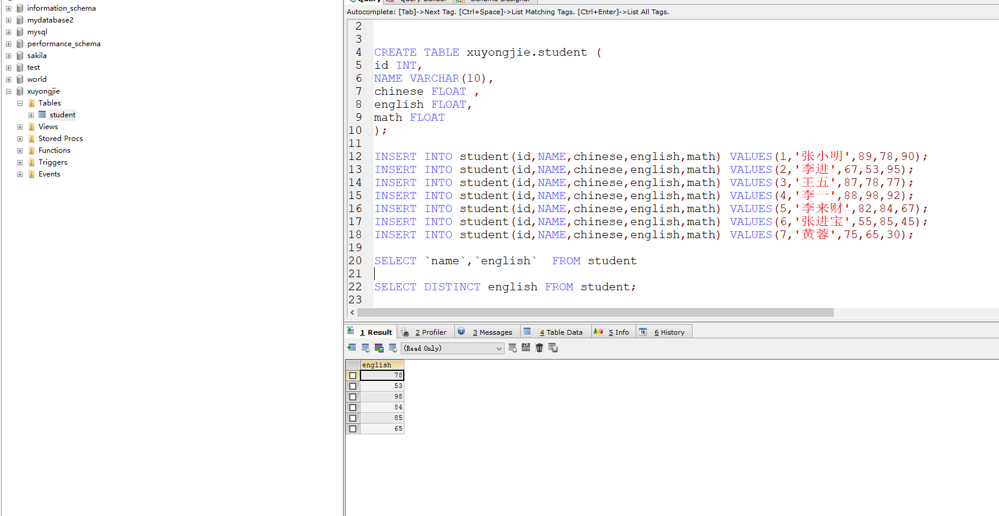 information_schema
mydatabase2
mysql
performance_schema
sakila
test
world
xuyongjie
Tables
student
Views
Stored Procs
Functions
Triggers
Events
Query Query Builder Schema Designer
Autocomplete: [Tab]->Next Tag. [Ctrl+Space]->List Matching Tags. [Ctrl+Enter]->List All Tags.
2
3
4 CREATE TABLE xuyongjie.student (
5 id INT,
6 NAME VARCHAR(10),
7 chinese FLOAT ,
8 english FLOAT,
9 math FLOAT
10 );
11
12 INSERT INTO student(id,NAME,chinese,english,math) VALUES(1,'张小明',89,78,90);
13 INSERT INTO student(id,NAME,chinese,english,math) VALUES(2,'李进',67,53,95);
14 INSERT INTO student(id,NAME,chinese,english,math) VALUES(3,'王五',87,78,77);
15 INSERT INTO student(id,NAME,chinese,english,math) VALUES(4,'李一',88,98,92);
16 INSERT INTO student(id,NAME,chinese,english,math) VALUES(5,'李来财',82,84,67);
17 INSERT INTO student(id,NAME,chinese,english,math) VALUES(6,'张进宝',55,85,45);
18 INSERT INTO student(id,NAME,chinese,english,math) VALUES(7,'黄蓉',75,65,30);
19
20 SELECT `name`,`english`  FROM student
21
22 SELECT DISTINCT english FROM student;
23
1 Result 2 Profiler 3 Messages 4 Table Data 5 Info 18 6 History
(Read Only)
english
78
53
98
84
85
65